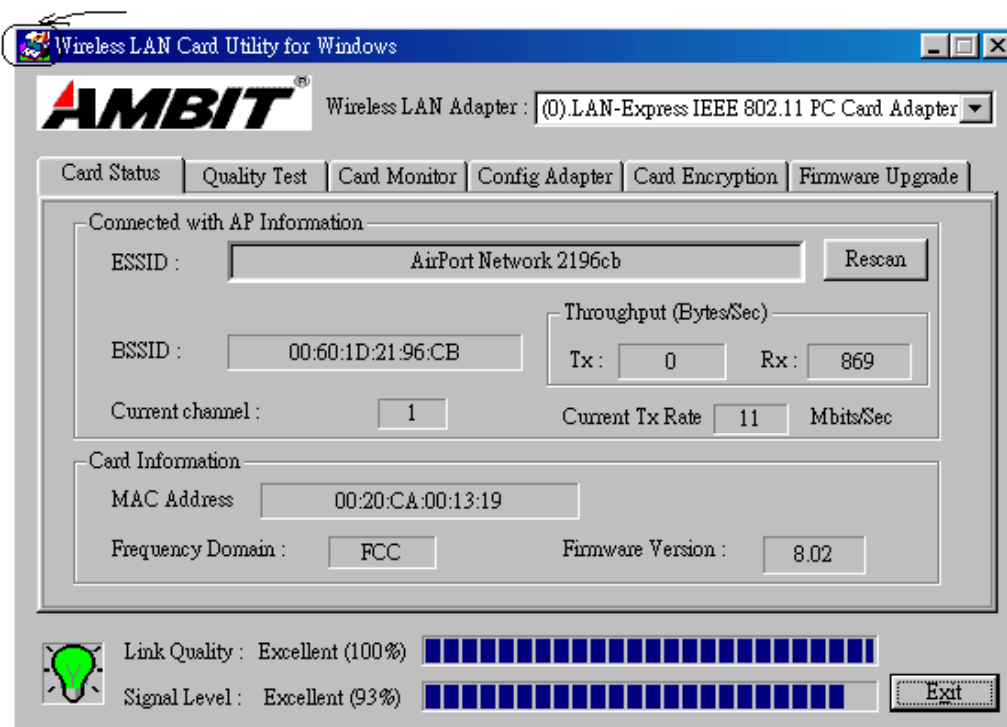 Wireless LAN Card Utility for Windows
AMBIT®
Wireless LAN Adapter : (0).LAN-Express IEEE 802.11 PC Card Adapter
Card Status Quality Test Card Monitor Config Adapter Card Encryption Firmware Upgrade
Connected with AP Information
ESSID : AirPort Network 2196cb Rescan
Throughput (Bytes/Sec)
BSSID : 00:60:1D:21:96:CB Tx : 0 Rx : 869
Current channel : 1 Current Tx Rate 11 Mbits/Sec
Card Information
MAC Address 00:20:CA:00:13:19
Frequency Domain : FCC Firmware Version : 8.02
Link Quality : Excellent (100%)
Signal Level : Excellent (93%) Exit